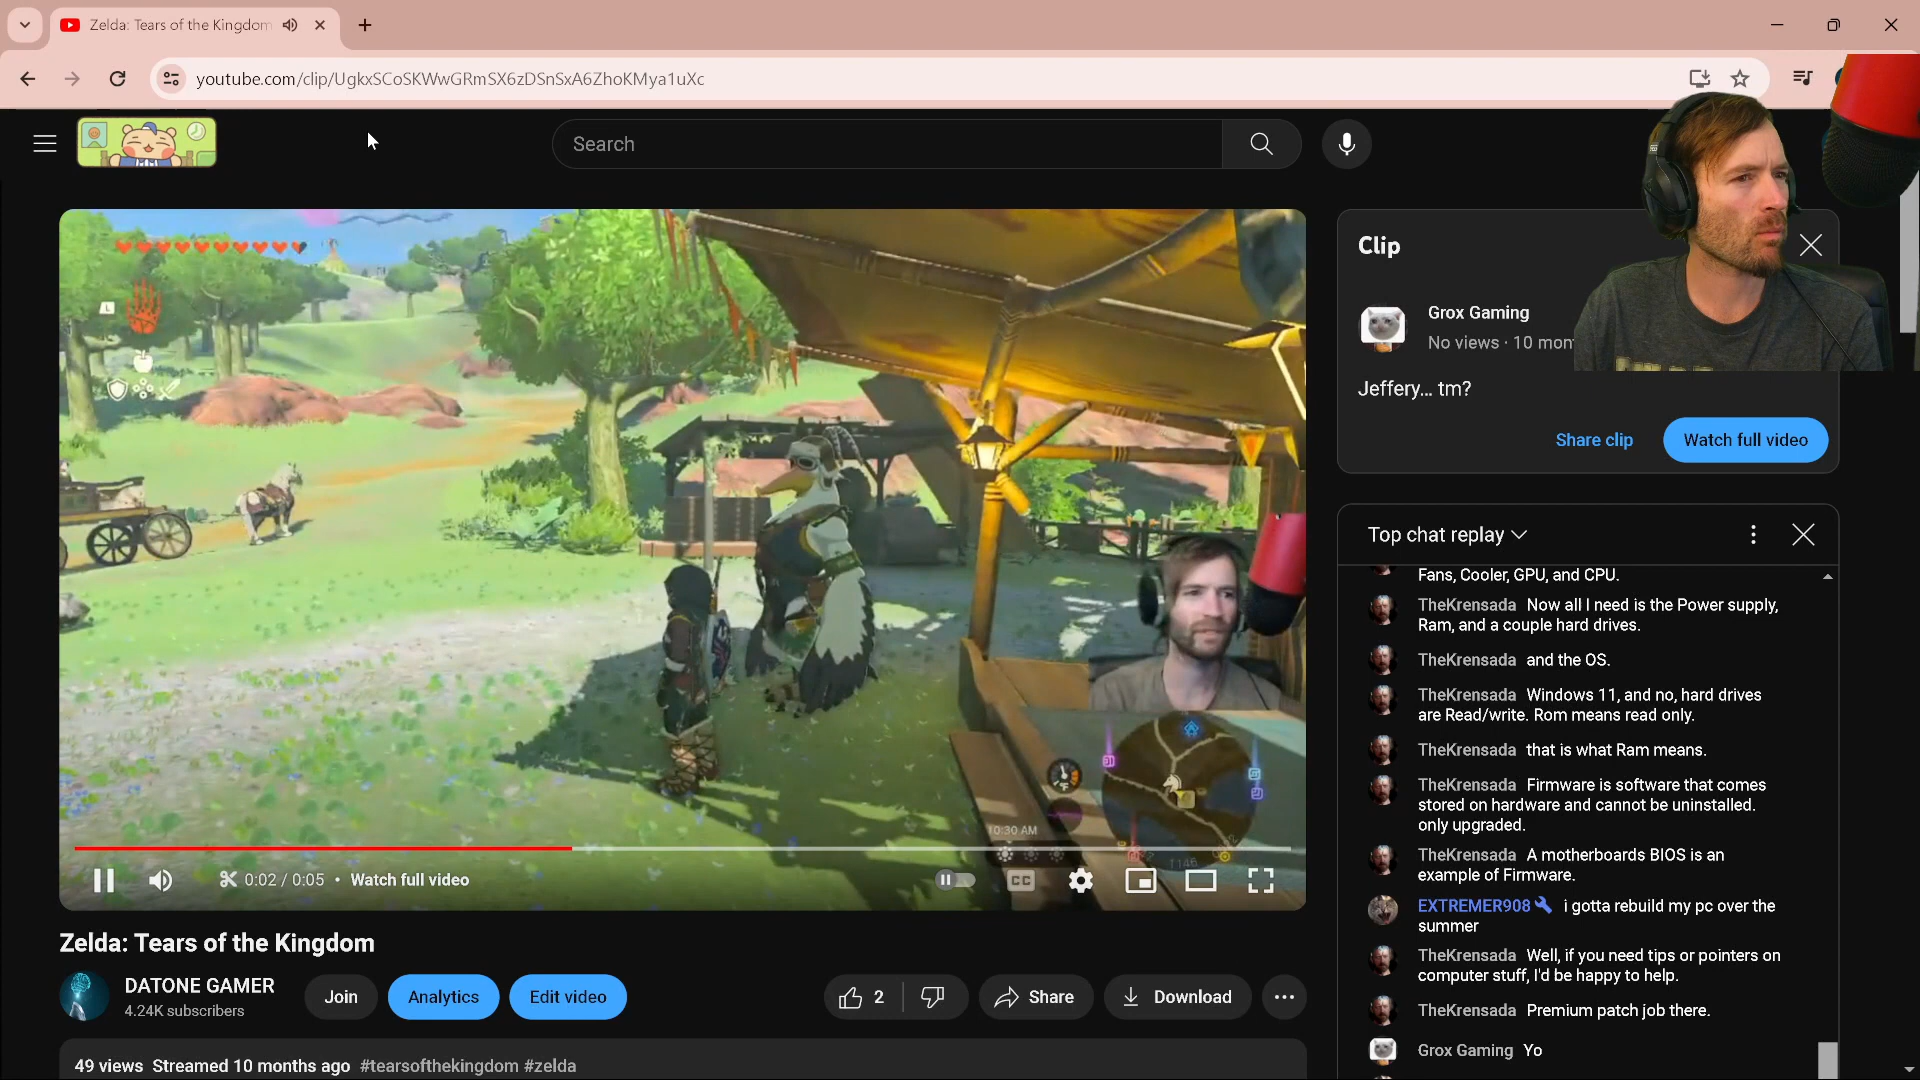 Zelda: Tears of the Kingdom
youtube.com/clip/UgkxSCoSKWwGRmSX6zDSnSxA6ZhoKMya1uXc
Search
Clip
Grox Gaming
No views · 10 mon
Jeffery... tm?
Share clip
Watch full video
L
10:30 AM
0:02 / 0:05 • Watch full video
CC
Top chat replay
Fans, Cooler, GPU, and CPU.
TheKrensada Now all I need is the Power supply,
Ram, and a couple hard drives.
TheKrensada and the OS.
TheKrensada Windows 11, and no, hard drives
are Read/write. Rom means read only.
TheKrensada that is what Ram means.
TheKrensada Firmware is software that comes
stored on hardware and cannot be uninstalled.
only upgraded.
TheKrensada A motherboards BIOS is an
example of Firmware.
EXTREMER908 i gotta rebuild my pc over the
summer
TheKrensada Well, if you need tips or pointers on
computer stuff, I'd be happy to help.
TheKrensada Premium patch job there.
Grox Gaming Yo
Zelda: Tears of the Kingdom
DATONE GAMER
4.24K subscribers
Join
Analytics
Edit video
2
Share
Download
49 views Streamed 10 months ago #tearsofthekingdom #zelda